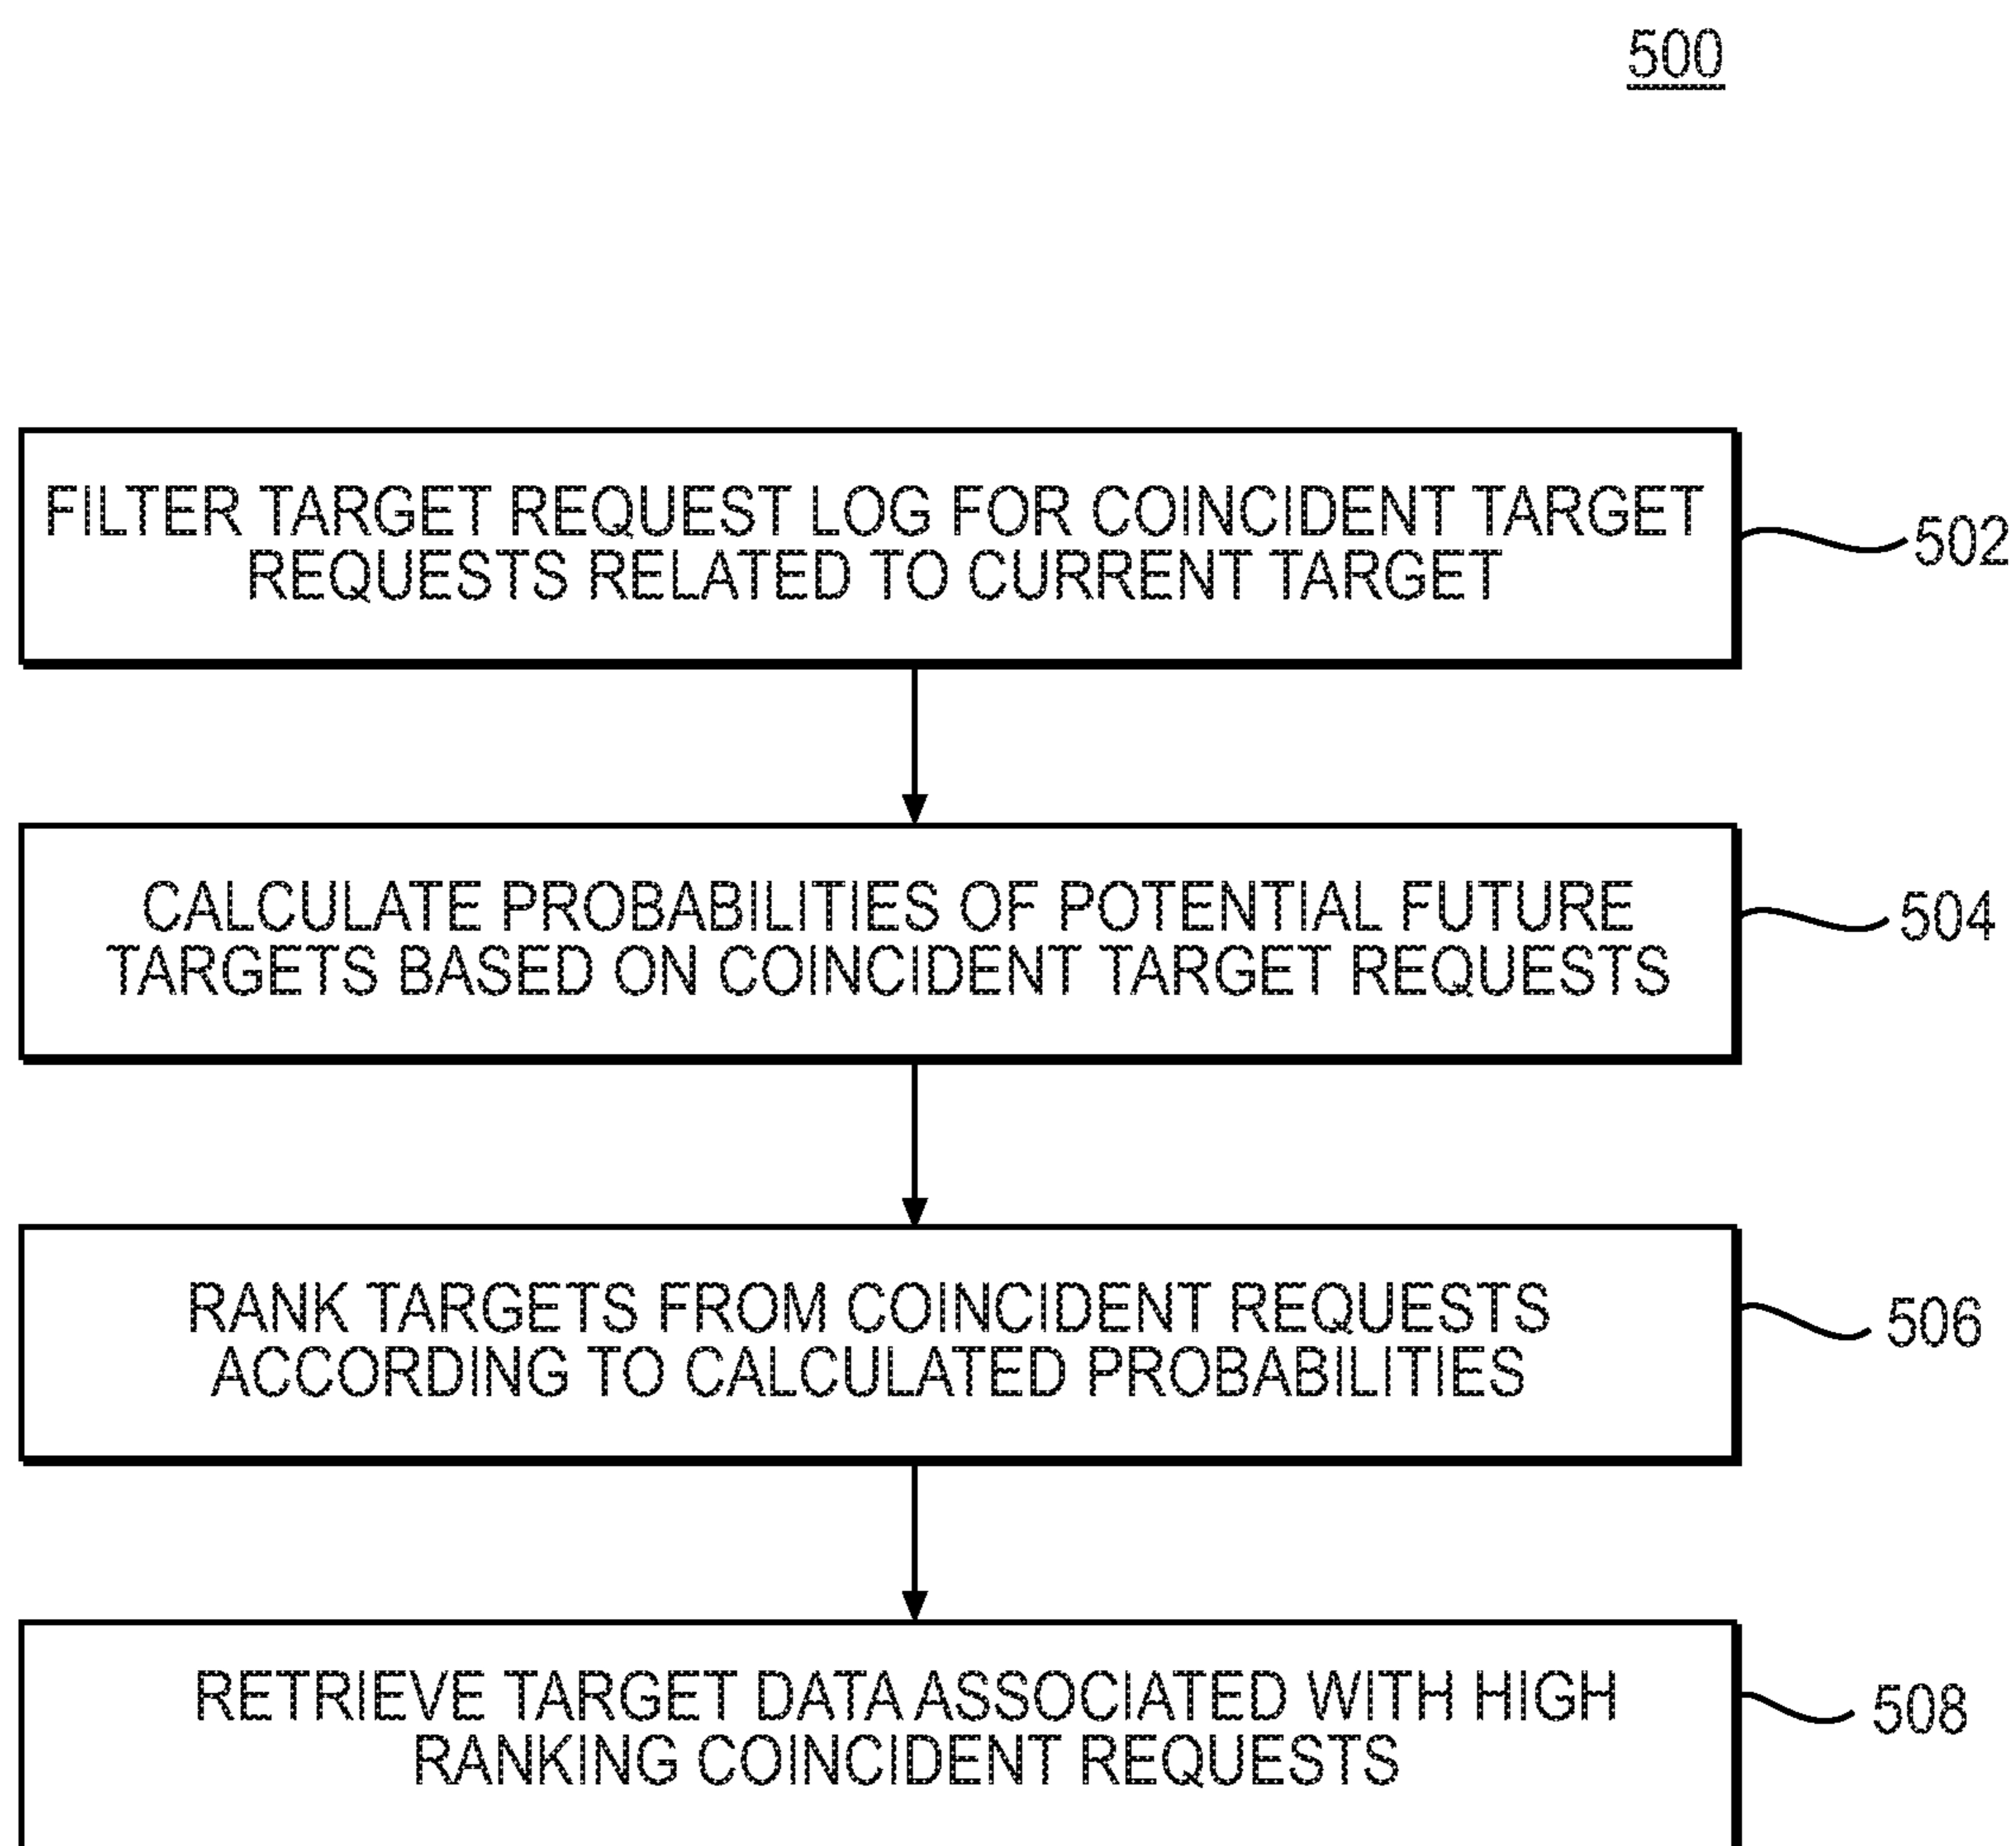 500
FILTER TARGET REQUEST LOG FOR COINCIDENT TARGET
REQUESTS RELATED TO CURRENT TARGET
502
CALCULATE PROBABILITIES OF POTENTIAL FUTURE
TARGETS BASED ON COINCIDENT TARGET REQUESTS
504
RANK TARGETS FROM COINCIDENT REQUESTS
ACCORDING TO CALCULATED PROBABILITIES
506
RETRIEVE TARGET DATA ASSOCIATED WITH HIGH
RANKING COINCIDENT REQUESTS
508